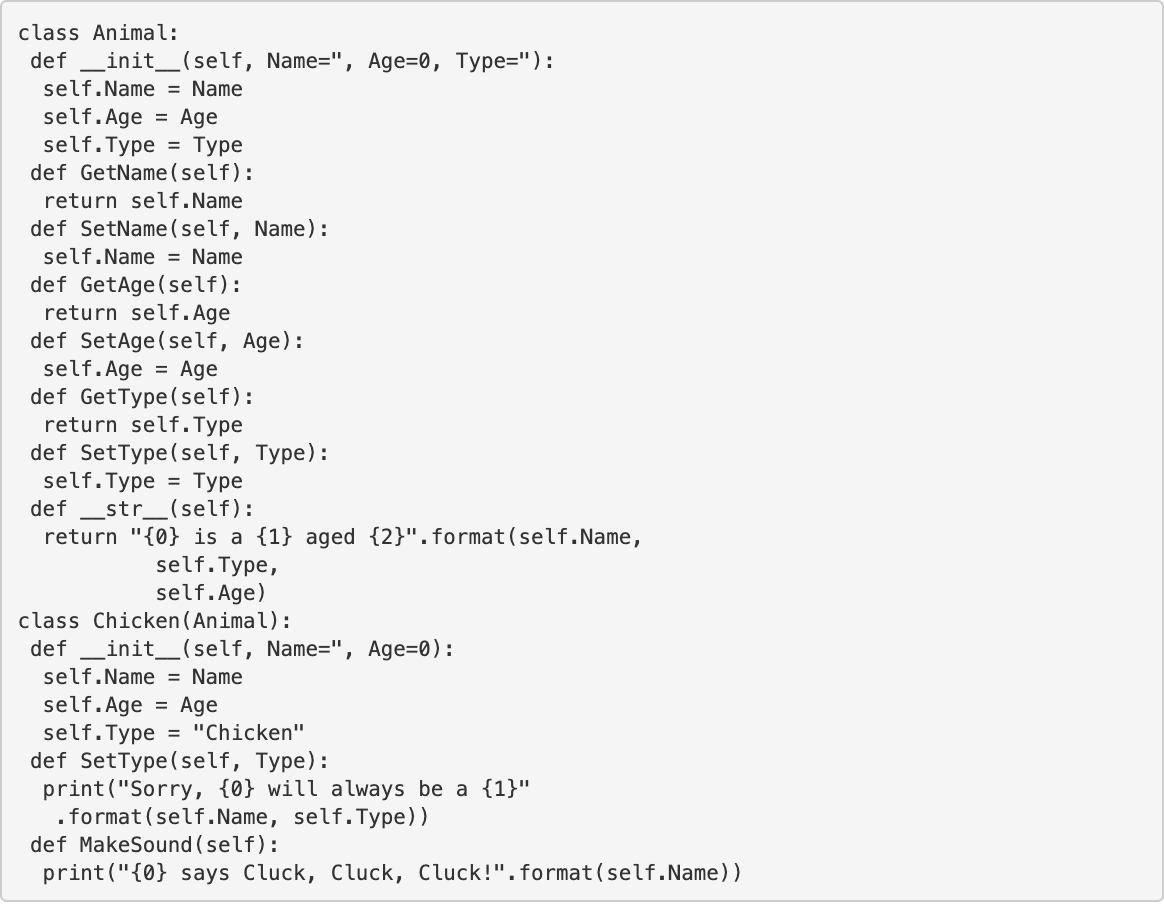 class Animal:
 def __init__(self, Name=", Age=0, Type="):
  self.Name = Name
  self.Age = Age
  self.Type = Type
 def GetName(self):
  return self.Name
 def SetName(self, Name):
  self.Name = Name
 def GetAge(self):
  return self.Age
 def SetAge(self, Age):
  self.Age = Age
 def GetType(self):
  return self.Type
 def SetType(self, Type):
  self.Type = Type
 def __str__(self):
  return "{0} is a {1} aged {2}".format(self.Name,
           self.Type,
           self.Age)
class Chicken(Animal):
 def __init__(self, Name=", Age=0):
  self.Name = Name
  self.Age = Age
  self.Type = "Chicken"
 def SetType(self, Type):
  print("Sorry, {0} will always be a {1}"
   .format(self.Name, self.Type))
 def MakeSound(self):
  print("{0} says Cluck, Cluck, Cluck!".format(self.Name))